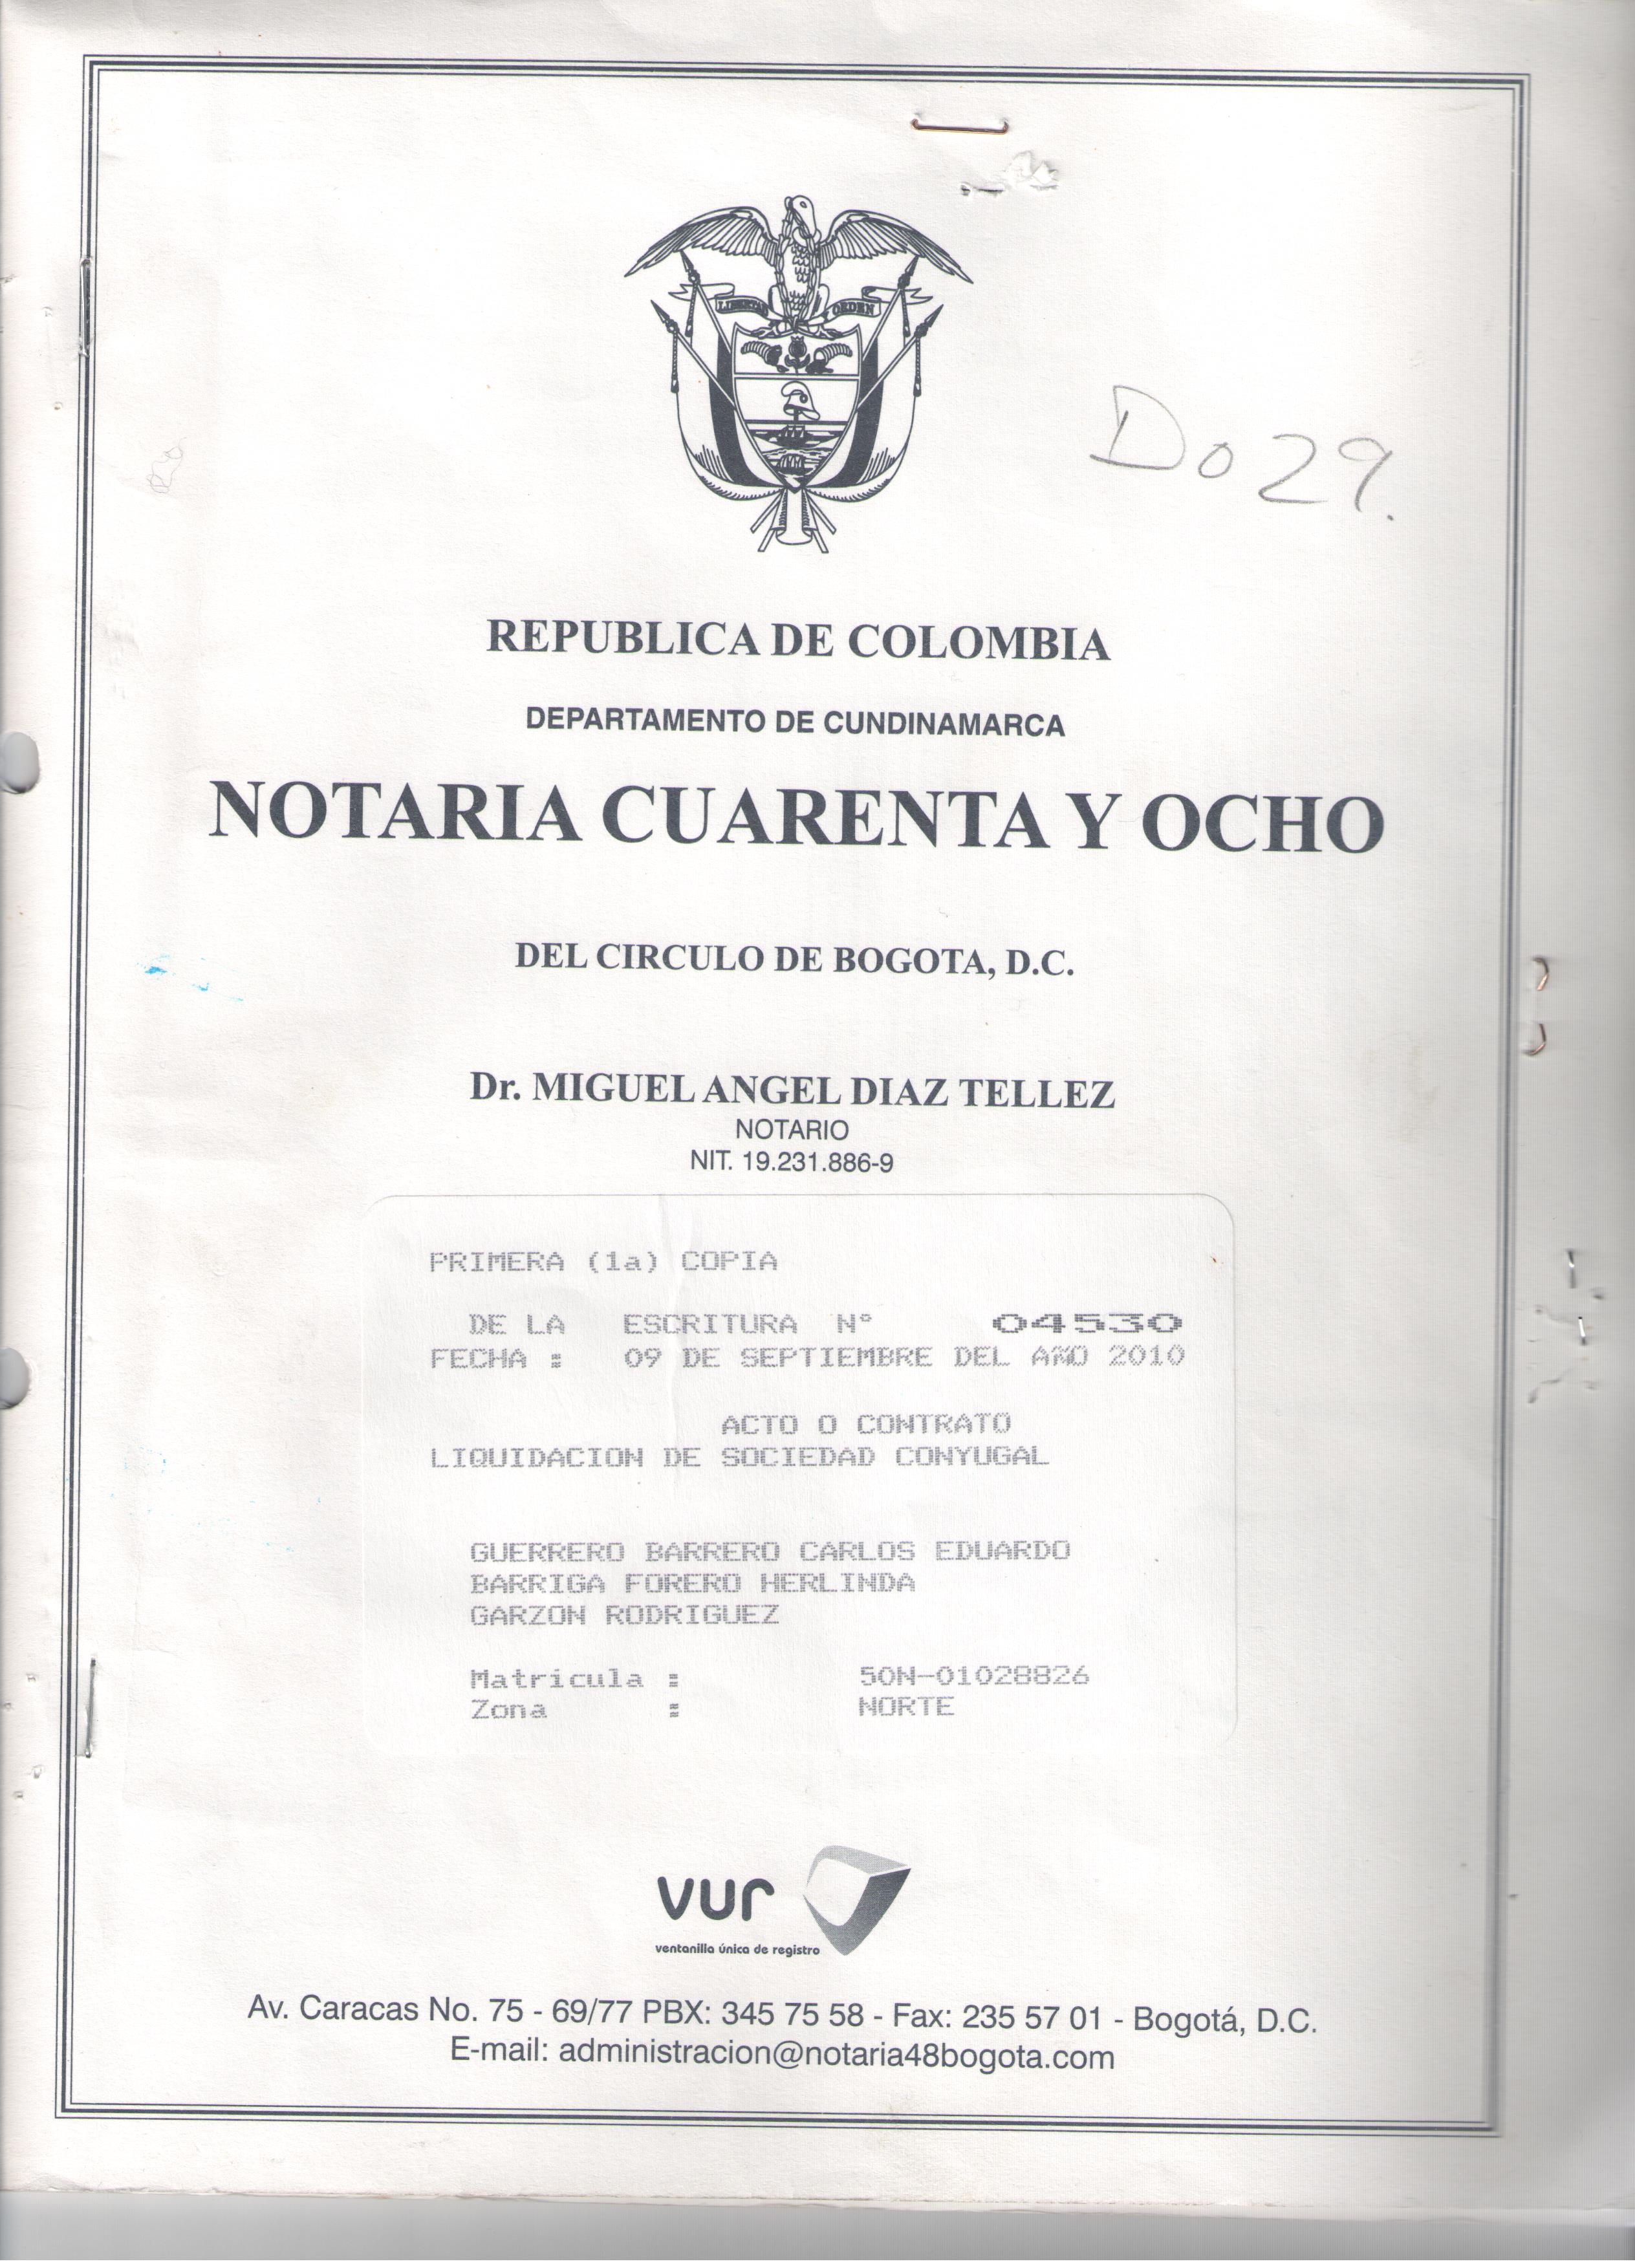 LIBERTAD ORDEN
Do 29.
REPUBLICA DE COLOMBIA
DEPARTAMENTO DE CUNDINAMARCA
NOTARIA CUARENTA Y OCHO
DEL CIRCULO DE BOGOTA, D.C.
Dr. MIGUEL ANGEL DIAZ TELLEZ
NOTARIO
NIT. 19.231.886-9
PRIMERA (1a) COPIA
DE LA ESCRITURA N° 04530
FECHA : 09 DE SEPTIEMBRE DEL AÑO 2010
ACTO O CONTRATO
LIQUIDACION DE SOCIEDAD CONYUGAL
GUERRERO BARRERO CARLOS EDUARDO
BARRIGA FORERO HERLINDA
GARZON RODRIGUEZ
Matricula : 50N-01028826
Zona : NORTE
vur
ventanilla única de registro
Av. Caracas No. 75 - 69/77 PBX: 345 75 58 - Fax: 235 57 01 - Bogotá, D.C.
E-mail: administracion@notaria48bogota.com